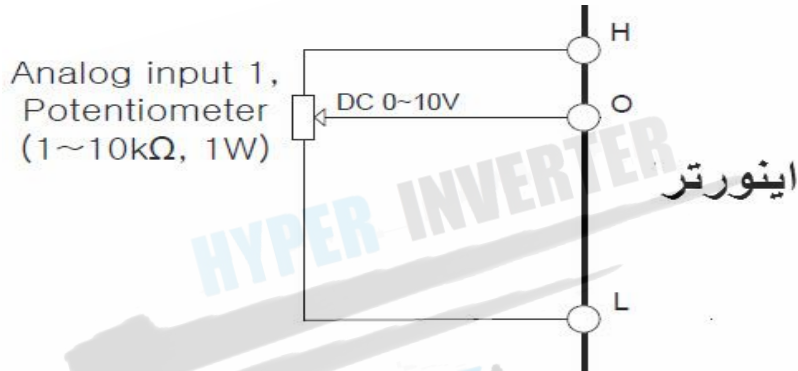 H
Analog input 1,
Potentiometer
(1~10kΩ, 1W)
DC 0~10V
O
HYPER INVERTER
اینورتر
L